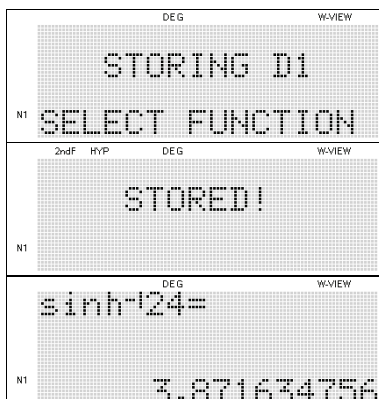 DEG W-VIEW
STORING D1
N1 SELECT FUNCTION
2ndF HYP DEG W-VIEW
STORED!
N1
DEG W-VIEW
sinh⁻¹24=
N1 3.871634756